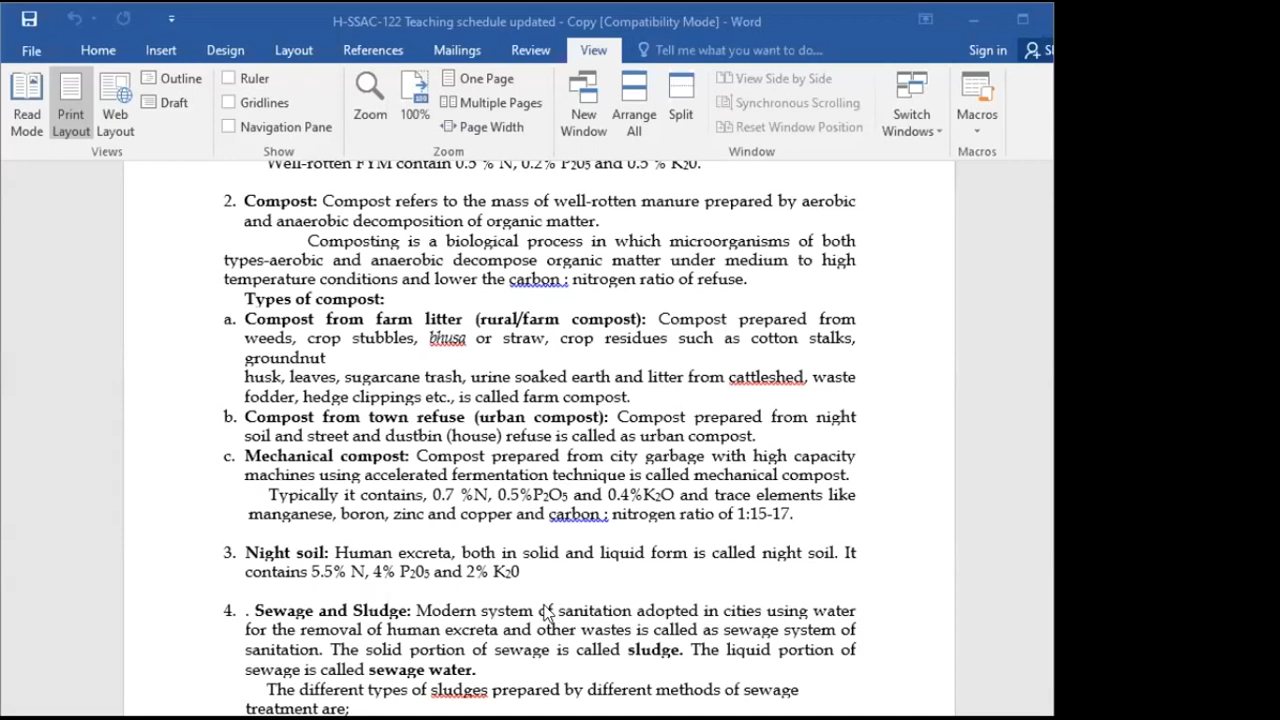 H-SSAC-122 Teaching schedule updated - Copy [Compatibility Mode] - Word
File Home Insert Design Layout References Mailings Review View Tell me what you want to do... Sign in
Read Mode
Print Layout
Web Layout
Outline
Draft
Views
Ruler
Gridlines
Navigation Pane
Show
Zoom
100%
One Page
Multiple Pages
Page Width
Zoom
New Window
Arrange All
Split
View Side by Side
Synchronous Scrolling
Reset Window Position
Window
Switch Windows
Macros
Macros
Well-rotten FYM contain 0.5 % N, 0.2% P205 and 0.5 % K20.
2. Compost: Compost refers to the mass of well-rotten manure prepared by aerobic
and anaerobic decomposition of organic matter.
Composting is a biological process in which microorganisms of both
types-aerobic and anaerobic decompose organic matter under medium to high
temperature conditions and lower the carbon : nitrogen ratio of refuse.
Types of compost:
a. Compost from farm litter (rural/farm compost): Compost prepared from
weeds, crop stubbles, bhusa or straw, crop residues such as cotton stalks,
groundnut
husk, leaves, sugarcane trash, urine soaked earth and litter from cattleshed, waste
fodder, hedge clippings etc., is called farm compost.
b. Compost from town refuse (urban compost): Compost prepared from night
soil and street and dustbin (house) refuse is called as urban compost.
c. Mechanical compost: Compost prepared from city garbage with high capacity
machines using accelerated fermentation technique is called mechanical compost.
Typically it contains, 0.7 %N, 0.5%P2O5 and 0.4%K2O and trace elements like
manganese, boron, zinc and copper and carbon : nitrogen ratio of 1:15-17.
3. Night soil: Human excreta, both in solid and liquid form is called night soil. It
contains 5.5% N, 4% P205 and 2% K20
4. . Sewage and Sludge: Modern system of sanitation adopted in cities using water
for the removal of human excreta and other wastes is called as sewage system of
sanitation. The solid portion of sewage is called sludge. The liquid portion of
sewage is called sewage water.
The different types of sludges prepared by different methods of sewage
treatment are;